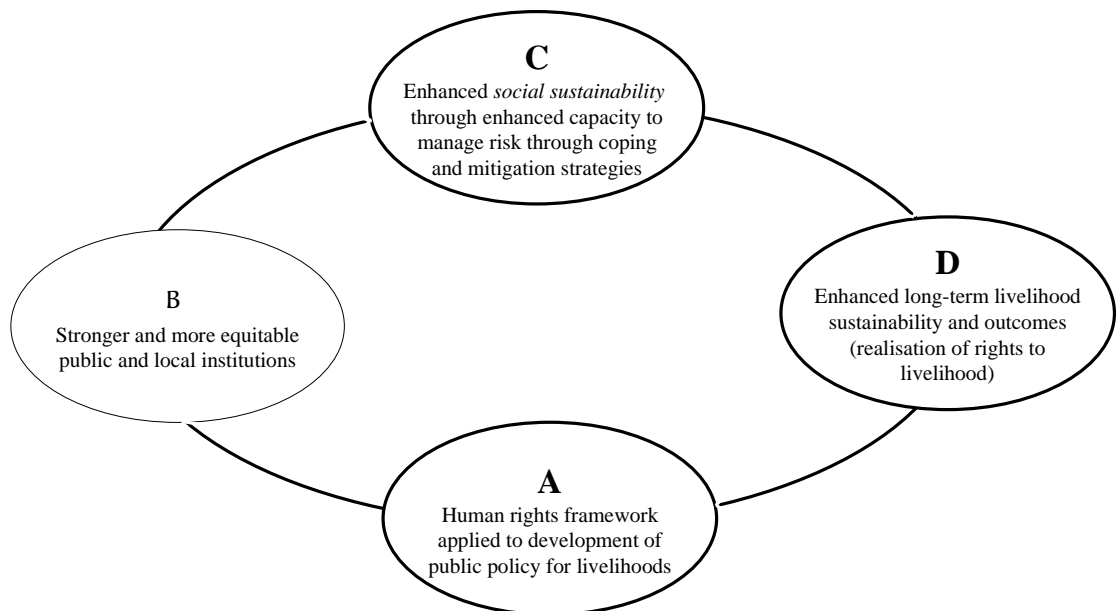 C
Enhanced social sustainability
through enhanced capacity to
manage risk through coping
and mitigation strategies
B
Stronger and more equitable
public and local institutions
D
Enhanced long-term livelihood
sustainability and outcomes
(realisation of rights to
livelihood)
A
Human rights framework
applied to development of
public policy for livelihoods